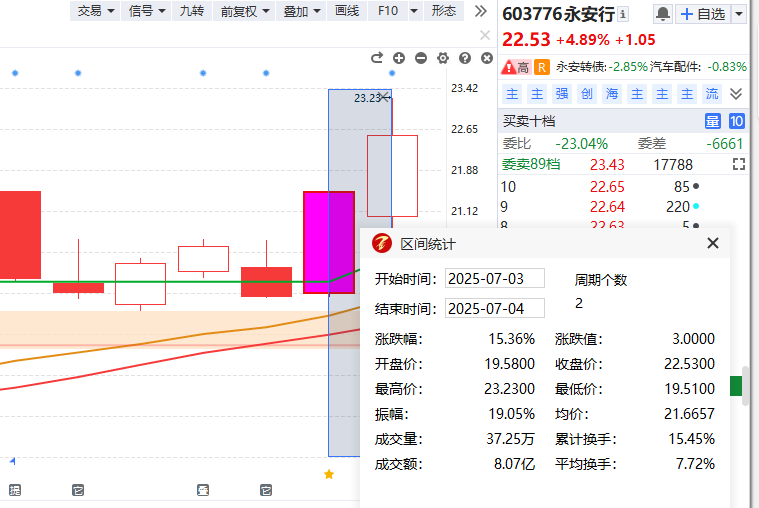 交易 信号 九转 前复权 叠加 画线 F10 形态
603776永安行
自选
22.53 +4.89% +1.05
高 R 永安转债:-2.85% 汽车配件: -0.83%
主 主 强 创 海 主 主 主 流
买卖十档 量 10
委比 -23.04% 委差 -6661
委卖89档 23.43 17788
10 22.65 85
9 22.64 220
8 22.63 5
23.23
23.42
22.65
21.88
21.12
区间统计
开始时间: 2025-07-03 周期个数
结束时间: 2025-07-04 2
涨跌幅: 15.36% 涨跌值: 3.0000
开盘价: 19.5800 收盘价: 22.5300
最高价: 23.2300 最低价: 19.5100
振幅: 19.05% 均价: 21.6657
成交量: 37.25万 累计换手: 15.45%
成交额: 8.07亿 平均换手: 7.72%
提 它 叠 它